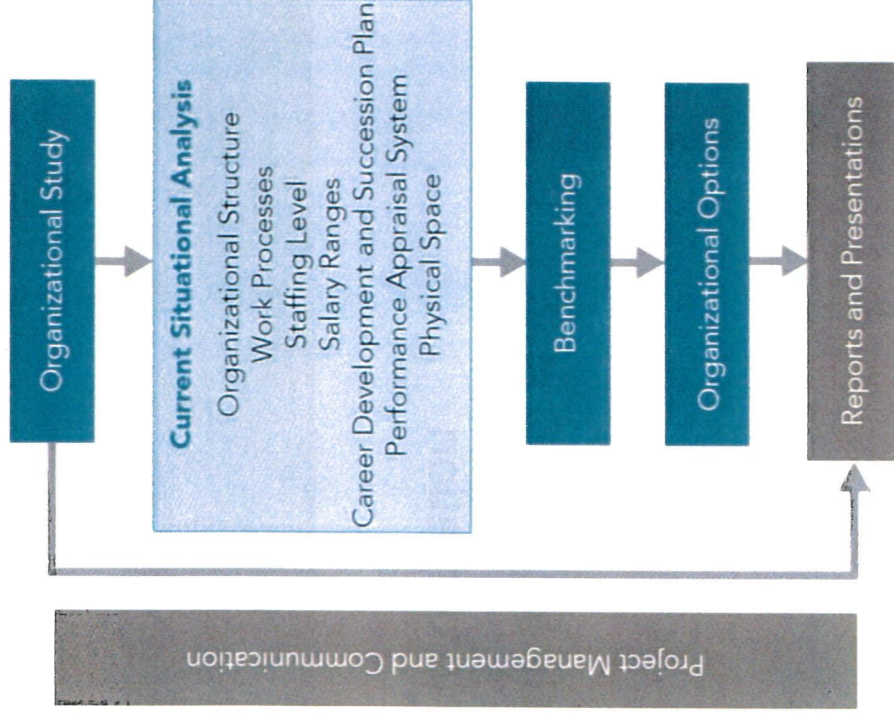 Organizational Study
Current Situational Analysis
Organizational Structure
Work Processes
Staffing Level
Salary Ranges
Career Development and Succession Plan
Performance Appraisal System
Physical Space
Benchmarking
Organizational Options
Reports and Presentations
Project Management and Communication